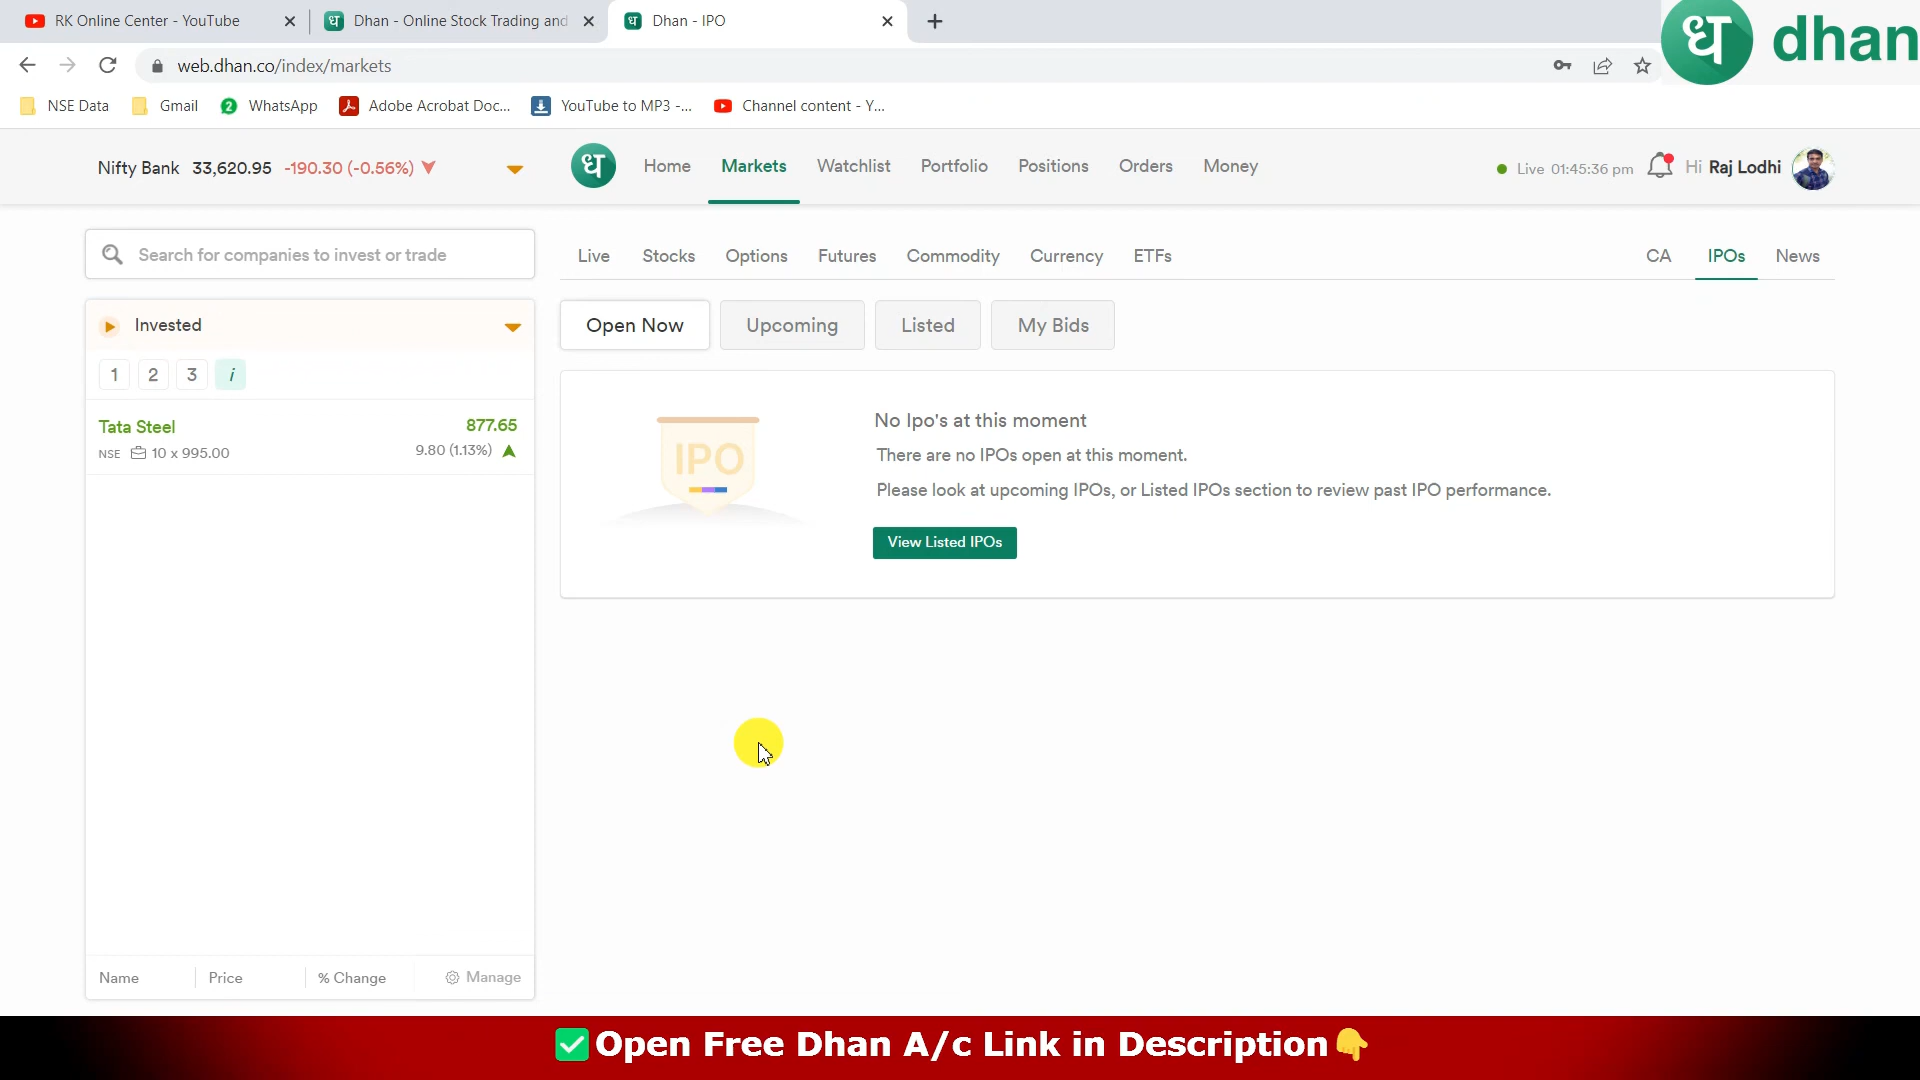 RK Online Center - YouTube
Dhan - Online Stock Trading and
Dhan - IPO
ध dhan
web.dhan.co/index/markets
NSE Data
Gmail
2 WhatsApp
Adobe Acrobat Doc...
YouTube to MP3 -...
Channel content - Y...
Nifty Bank 33,620.95 -190.30 (-0.56%)
ध Home Markets Watchlist Portfolio Positions Orders Money
Live 01:45:36 pm
Hi Raj Lodhi
Search for companies to invest or trade
Live Stocks Options Futures Commodity Currency ETFs
CA IPOs News
Invested
1 2 3 i
Tata Steel 877.65
NSE 10 x 995.00 9.80 (1.13%)
Open Now Upcoming Listed My Bids
IPO
No Ipo's at this moment
There are no IPOs open at this moment.
Please look at upcoming IPOs, or Listed IPOs section to review past IPO performance.
View Listed IPOs
Name Price % Change Manage
✅Open Free Dhan A/c Link in Description👇